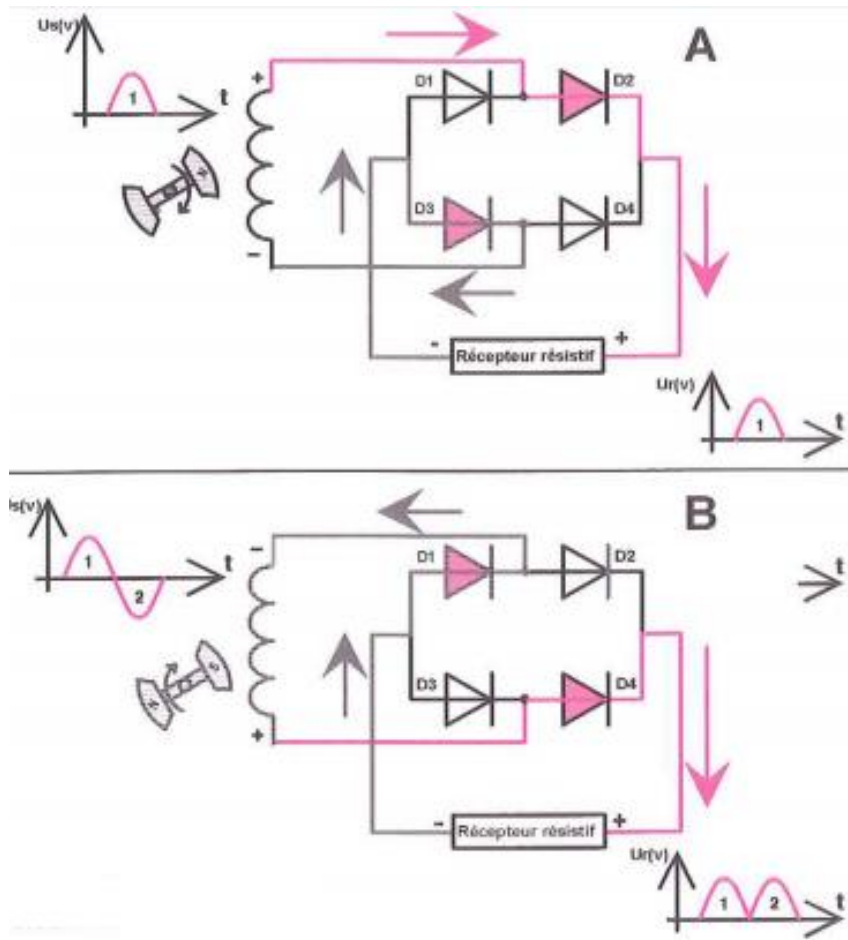 Us(v)
A
+
D1
D2
1
t
D3
D4
−
-
Récepteur résistif
+
Ur(v)
1
t
B
s(v)
t
−
D1
D2
t
1
2
D3
D4
+
-
Récepteur résistif
+
Ur(v)
1
2
t